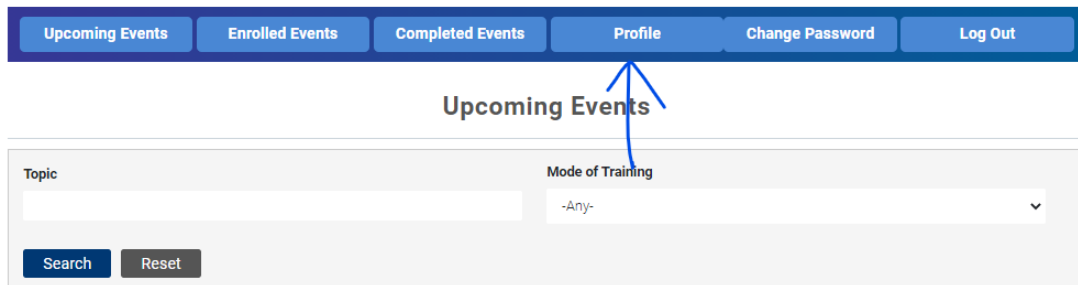 Upcoming Events Enrolled Events Completed Events Profile Change Password Log Out
Upcoming Events
Topic Mode of Training
-Any-
Search Reset